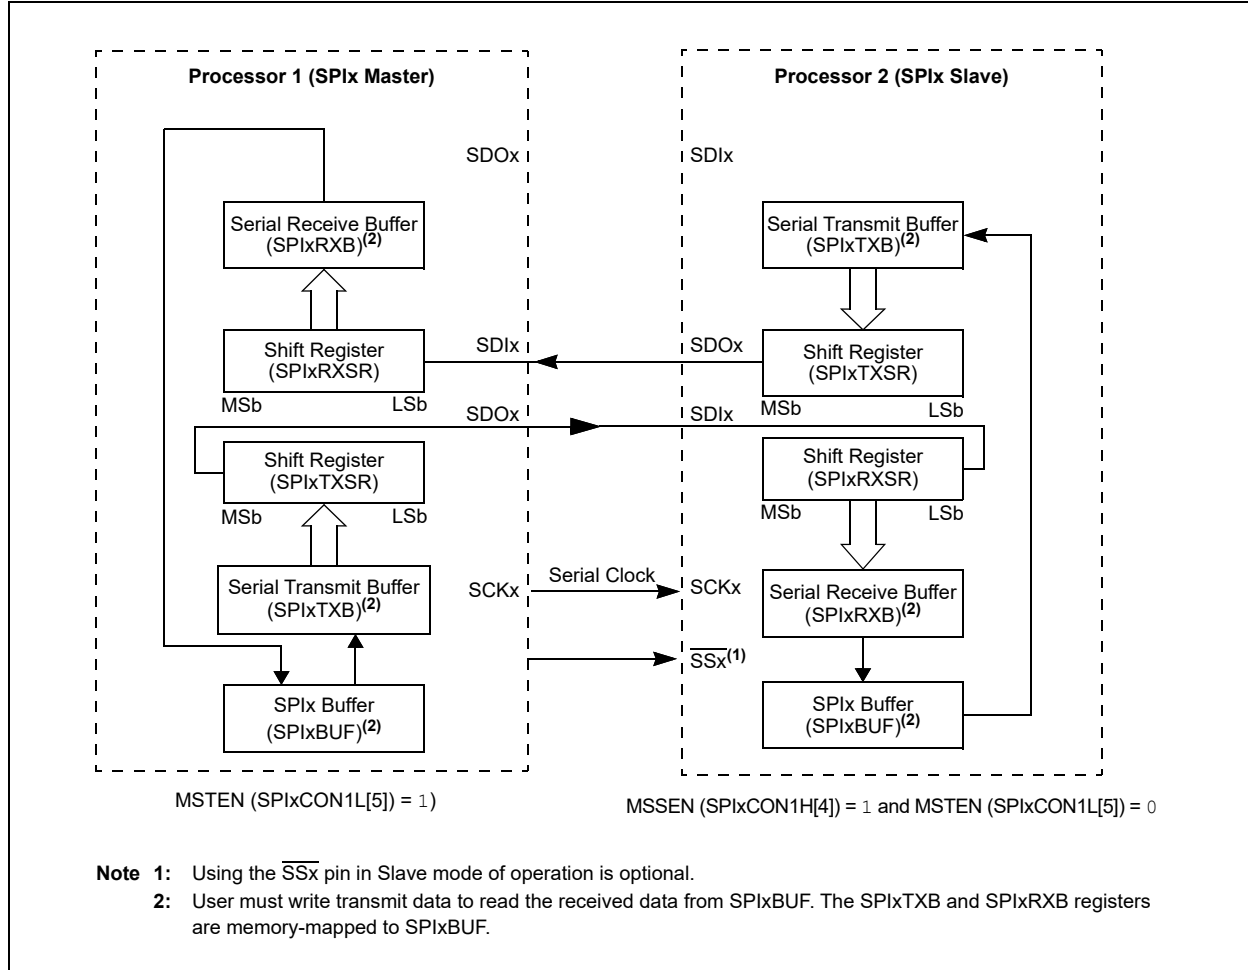 Processor 1 (SPIx Master)
Processor 2 (SPIx Slave)
SDOx
SDIx
Serial Receive Buffer
(SPIxRXB)(2)
Serial Transmit Buffer
(SPIxTXB)(2)
Shift Register
(SPIxRXSR)
SDIx
SDOx
Shift Register
(SPIxTXSR)
MSb
LSb
MSb
LSb
SDOx
SDIx
Shift Register
(SPIxTXSR)
Shift Register
(SPIxRXSR)
MSb
LSb
MSb
LSb
Serial Transmit Buffer
(SPIxTXB)(2)
SCKx
Serial Clock
SCKx
Serial Receive Buffer
(SPIxRXB)(2)
SSx(1)
SPIx Buffer
(SPIxBUF)(2)
SPIx Buffer
(SPIxBUF)(2)
MSTEN (SPIxCON1L[5]) = 1)
MSSEN (SPIxCON1H[4]) = 1 and MSTEN (SPIxCON1L[5]) = 0
Note 1: Using the SSx pin in Slave mode of operation is optional.
2: User must write transmit data to read the received data from SPIxBUF. The SPIxTXB and SPIxRXB registers
are memory-mapped to SPIxBUF.